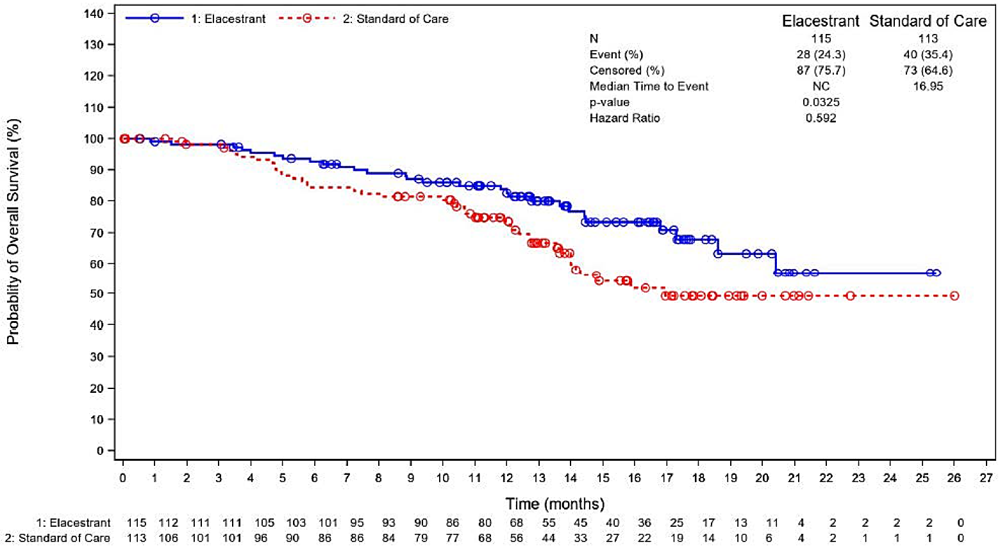 1: Elacestrant 2: Standard of Care
Elacestrant Standard of Care
N 115 113
Event (%) 28 (24.3) 40 (35.4)
Censored (%) 87 (75.7) 73 (64.6)
Median Time to Event NC 16.95
p-value 0.0325
Hazard Ratio 0.592
Probablity of Overall Survival (%)
140
130
120
110
100
90
80
70
60
50
40
30
20
10
0
0 1 2 3 4 5 6 7 8 9 10 11 12 13 14 15 16 17 18 19 20 21 22 23 24 25 26 27
Time (months)
1: Elacestrant 115 112 111 111 105 103 101 95 93 90 86 80 68 55 45 40 36 25 17 13 11 4 2 2 2 2 0
2: Standard of Care 113 106 101 101 96 90 86 86 84 79 77 68 56 44 33 27 22 19 14 10 6 4 2 1 1 1 0